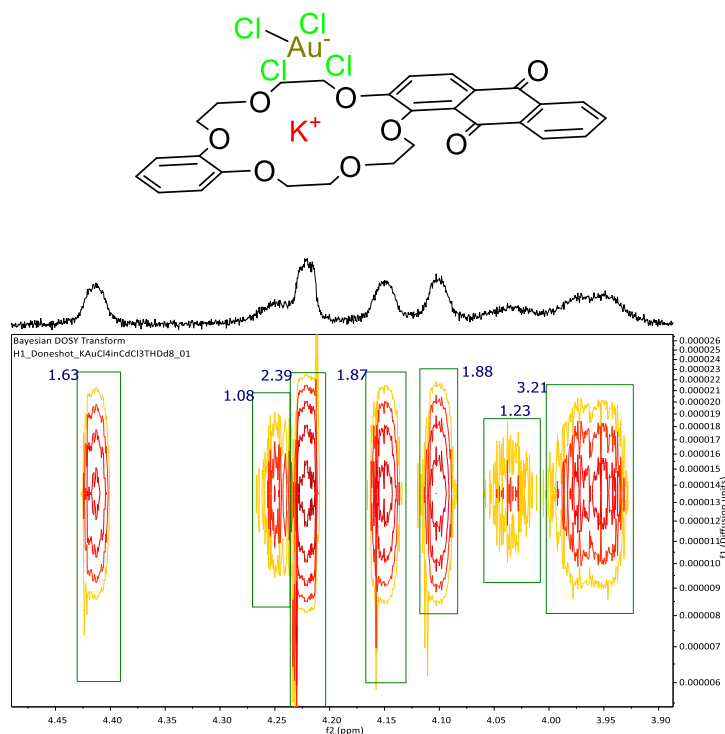 Cl
Cl
Au-
Cl
Cl
O
O
O
O
K+
O
O
O
O
1.63
1.08
2.39
1.87
1.88
1.23
3.21
Bayesian DOSY Transform
H1_Doneshot_KAuCl4inCdCl3THDd8_01
0.000026
0.000024
0.000023
0.000022
0.000021
0.000020
0.000019
0.000018
0.000017
0.000016
0.000015
0.000014
0.000013
0.000012
0.000011
0.000010
0.000009
0.000008
0.000007
0.000006
f1 (Diffusion units)
4.45
4.40
4.35
4.30
4.25
4.20
4.15
4.10
4.05
4.00
3.95
3.90
f2 (ppm)